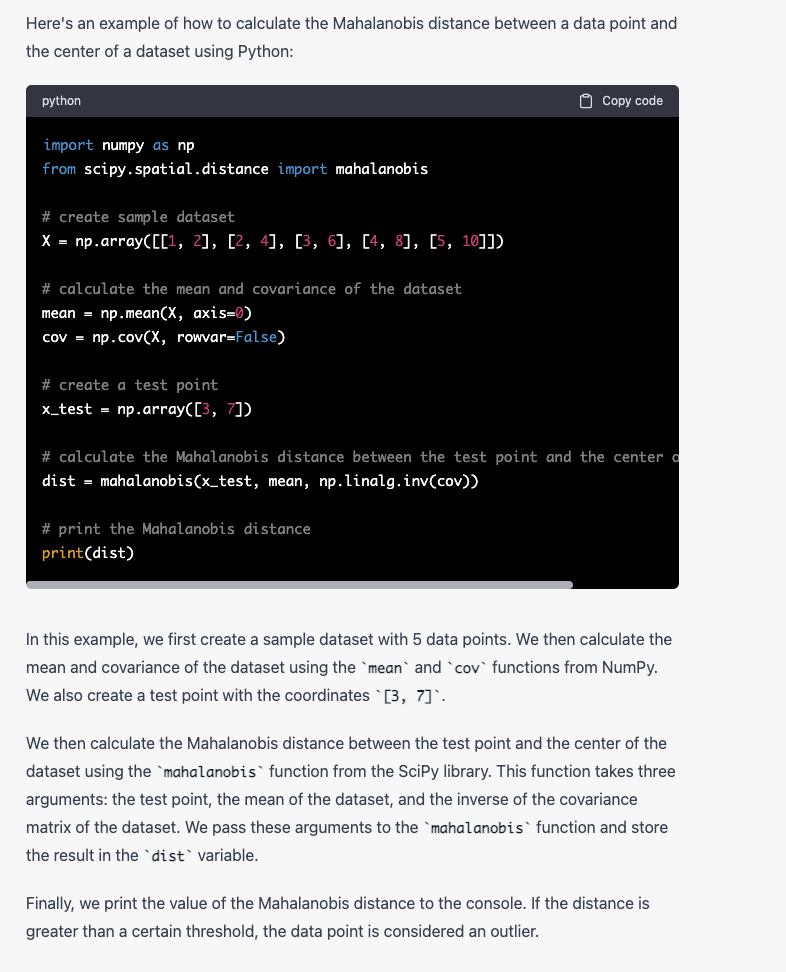 Here's an example of how to calculate the Mahalanobis distance between a data point and
the center of a dataset using Python:
python
Copy code
import numpy as np
from scipy.spatial.distance import mahalanobis
# create sample dataset
X = np.array([[1, 2], [2, 4], [3, 6], [4, 8], [5, 10]])
# calculate the mean and covariance of the dataset
mean = np.mean(X, axis=0)
cov = np.cov(X, rowvar=False)
# create a test point
x_test = np.array([3, 7])
# calculate the Mahalanobis distance between the test point and the center
dist = mahalanobis(x_test, mean, np.linalg.inv(cov))
# print the Mahalanobis distance
print(dist)
In this example, we first create a sample dataset with 5 data points. We then calculate the
mean and covariance of the dataset using the `mean` and `cov` functions from NumPy.
We also create a test point with the coordinates `[3, 7]`.
We then calculate the Mahalanobis distance between the test point and the center of the
dataset using the `mahalanobis` function from the SciPy library. This function takes three
arguments: the test point, the mean of the dataset, and the inverse of the covariance
matrix of the dataset. We pass these arguments to the `mahalanobis` function and store
the result in the `dist` variable.
Finally, we print the value of the Mahalanobis distance to the console. If the distance is
greater than a certain threshold, the data point is considered an outlier.